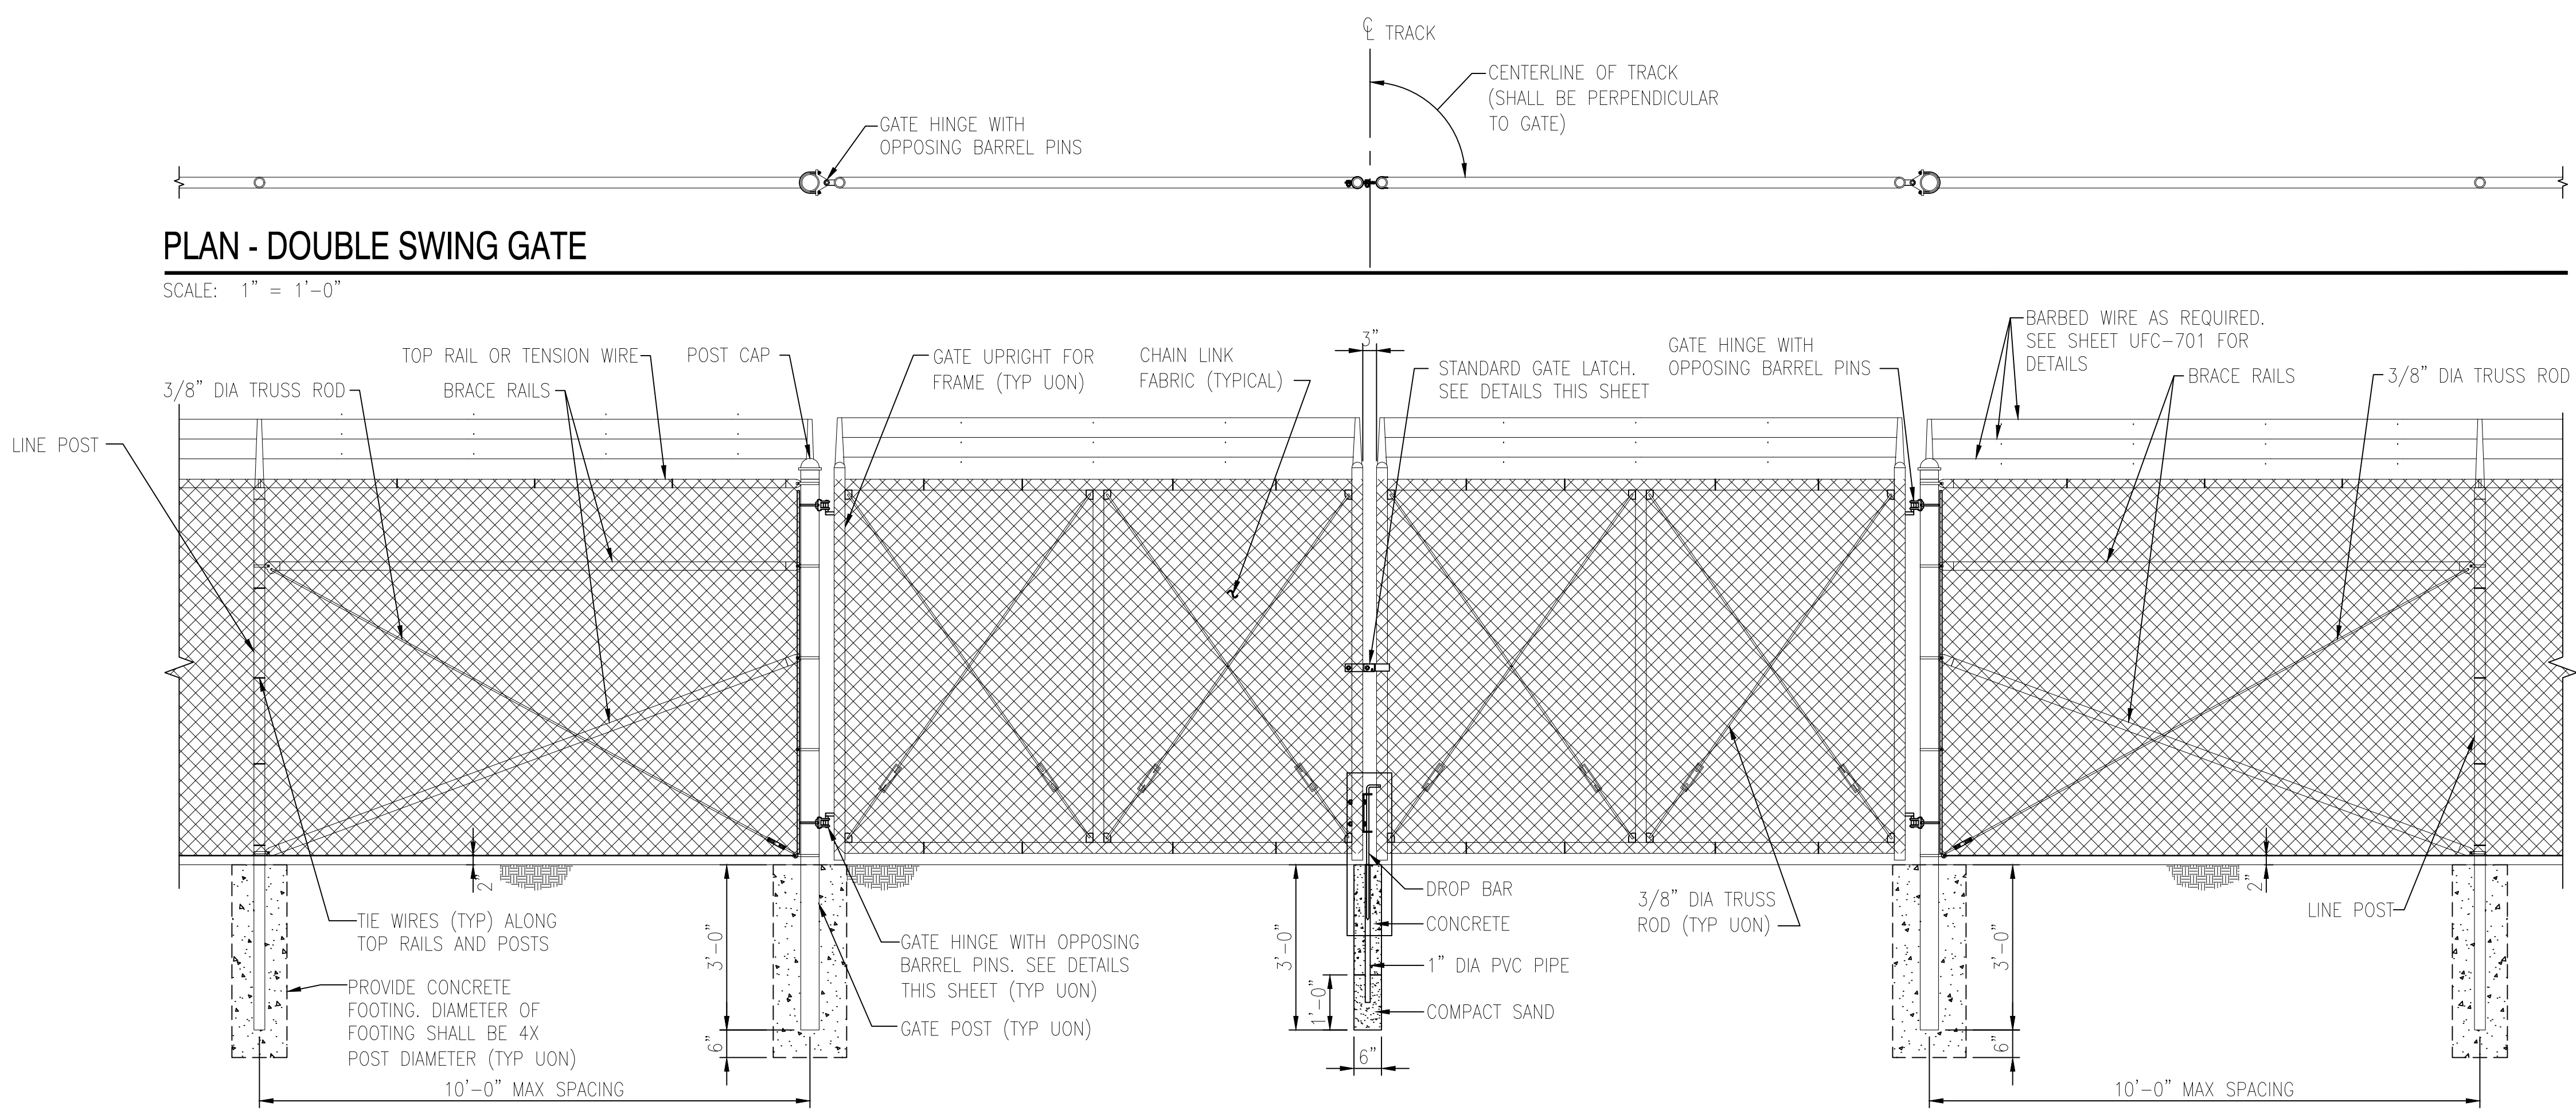 ℄ TRACK
CENTERLINE OF TRACK
(SHALL BE PERPENDICULAR
TO GATE)
GATE HINGE WITH
OPPOSING BARREL PINS
PLAN - DOUBLE SWING GATE
SCALE: 1" = 1'-0"
LINE POST
3/8" DIA TRUSS ROD
TOP RAIL OR TENSION WIRE
BRACE RAILS
POST CAP
GATE UPRIGHT FOR
FRAME (TYP UON)
CHAIN LINK
FABRIC (TYPICAL)
3"
STANDARD GATE LATCH.
SEE DETAILS THIS SHEET
GATE HINGE WITH
OPPOSING BARREL PINS
BARBED WIRE AS REQUIRED.
SEE SHEET UFC-701 FOR
DETAILS
BRACE RAILS
3/8" DIA TRUSS ROD
2"
TIE WIRES (TYP) ALONG
TOP RAILS AND POSTS
PROVIDE CONCRETE
FOOTING. DIAMETER OF
FOOTING SHALL BE 4X
POST DIAMETER (TYP UON)
3'-0"
6"
10'-0" MAX SPACING
GATE HINGE WITH OPPOSING
BARREL PINS. SEE DETAILS
THIS SHEET (TYP UON)
GATE POST (TYP UON)
3'-0"
1'-0"
6"
DROP BAR
CONCRETE
1" DIA PVC PIPE
COMPACT SAND
3/8" DIA TRUSS
ROD (TYP UON)
3'-0"
6"
2"
LINE POST
10'-0" MAX SPACING